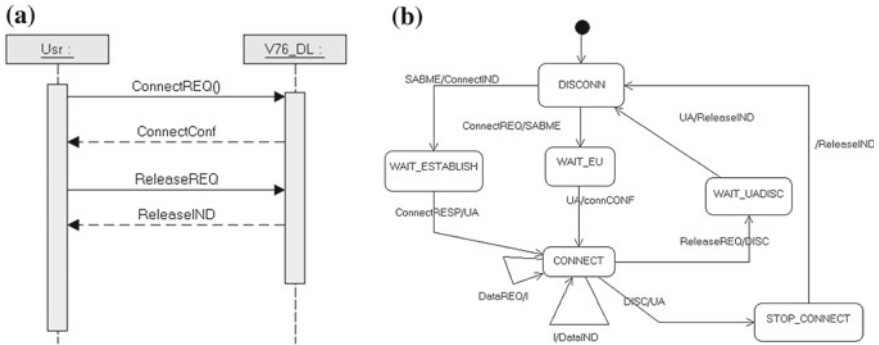 (a)
Usr :
V76_DL :
ConnectREQ()
ConnectConf
ReleaseREQ
ReleaseIND
(b)
DISCONN
SABME/ConnectIND
ConnectREQ/SABME
UA/ReleaseIND
/ReleaseIND
WAIT_ESTABLISH
WAIT_EU
WAIT_UADISC
UA/connCONF
ConnectRESP/UA
ReleaseREQ/DISC
CONNECT
DataREQ/I
DISC/UA
STOP_CONNECT
I/DataIND